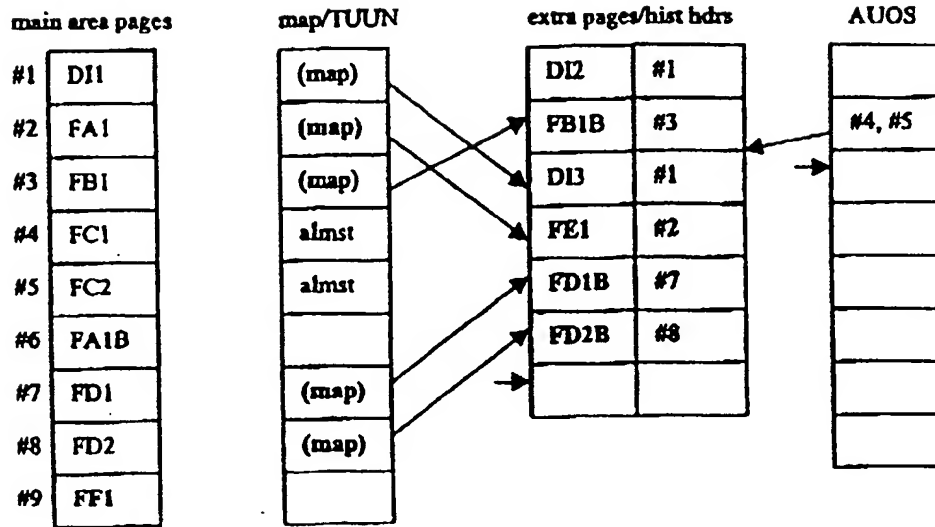 main area pages map/TUUN extra pages/hist hdrs AUOS
#1 DI1 (map) DI2 #1
#2 FA1 (map) FB1B #3 #4, #5
#3 FB1 (map) DI3 #1
#4 FC1 almst FE1 #2
#5 FC2 almst FD1B #7
#6 FA1B FD2B #8
#7 FD1 (map)
#8 FD2 (map)
#9 FF1